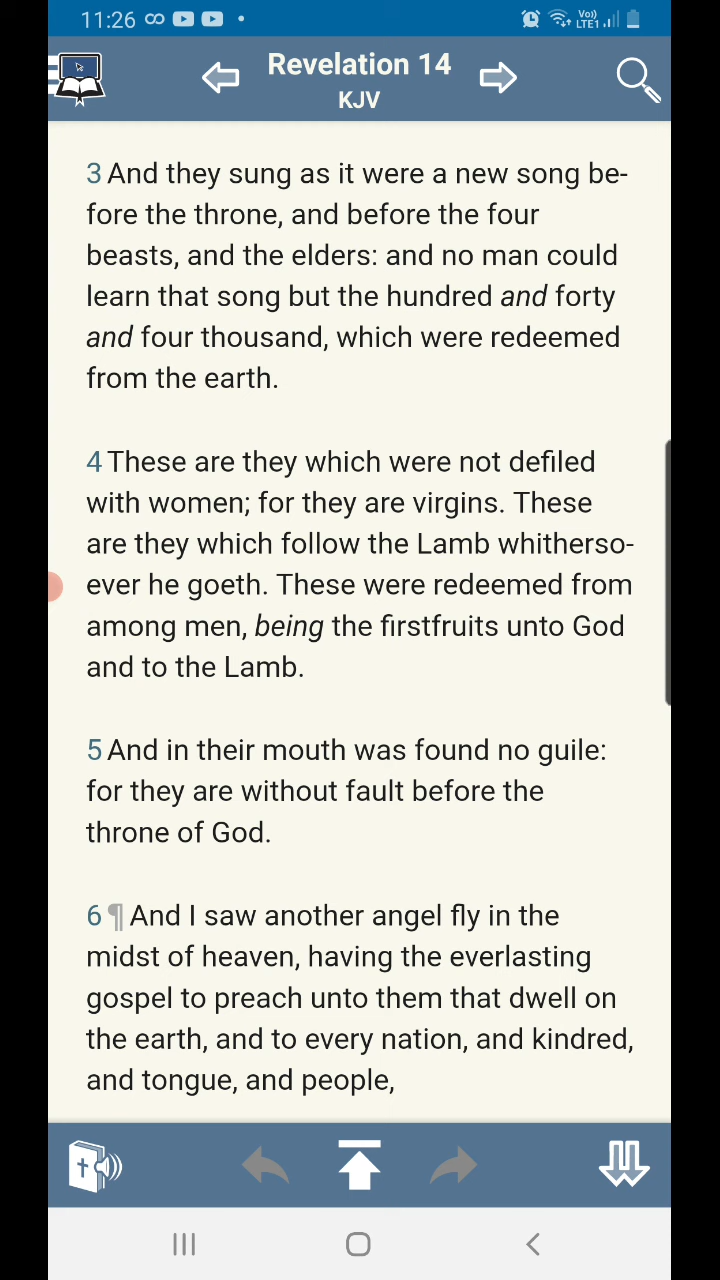 11:26
Vo))
LTE1
Revelation 14
KJV
3 And they sung as it were a new song be-
fore the throne, and before the four
beasts, and the elders: and no man could
learn that song but the hundred and forty
and four thousand, which were redeemed
from the earth.
4 These are they which were not defiled
with women; for they are virgins. These
are they which follow the Lamb whitherso-
ever he goeth. These were redeemed from
among men, being the firstfruits unto God
and to the Lamb.
5 And in their mouth was found no guile:
for they are without fault before the
throne of God.
6 ¶ And I saw another angel fly in the
midst of heaven, having the everlasting
gospel to preach unto them that dwell on
the earth, and to every nation, and kindred,
and tongue, and people,